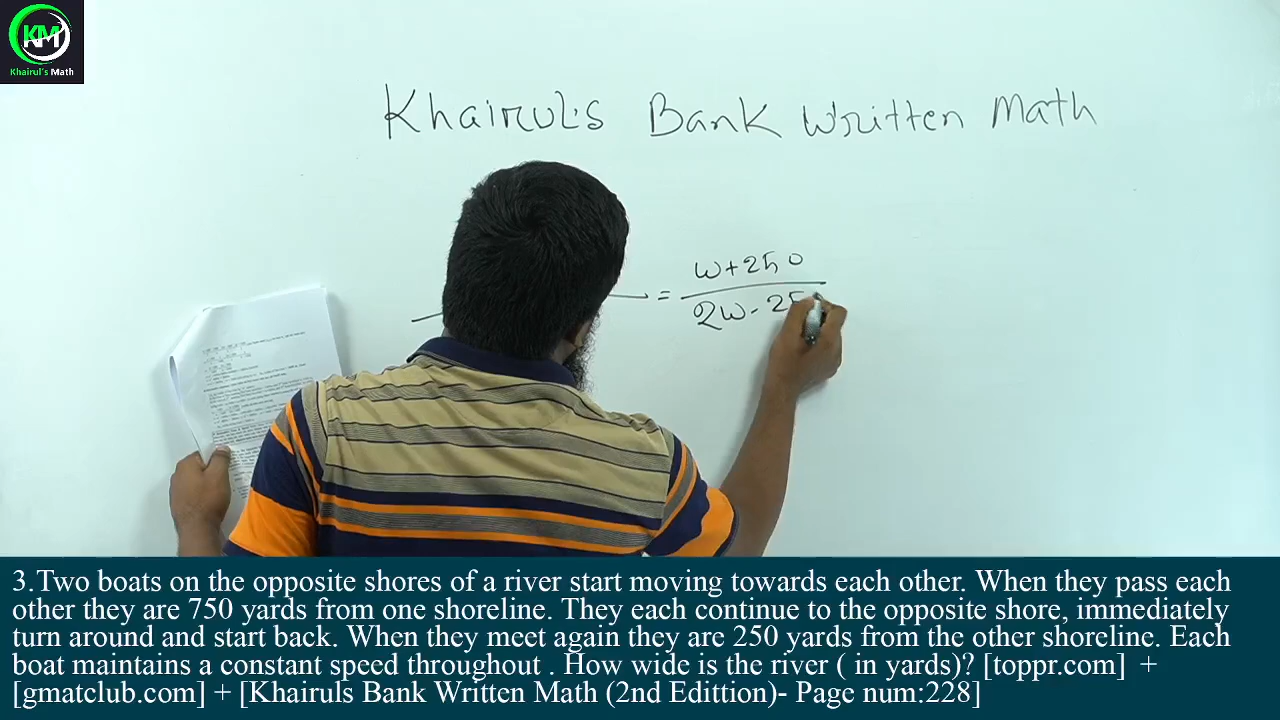 KM
Khairul's Math
Khairul's Bank Written Math
= w+250
2w-25
3.Two boats on the opposite shores of a river start moving towards each other. When they pass each
other they are 750 yards from one shoreline. They each continue to the opposite shore, immediately
turn around and start back. When they meet again they are 250 yards from the other shoreline. Each
boat maintains a constant speed throughout . How wide is the river ( in yards)? [toppr.com] +
[gmatclub.com] + [Khairuls Bank Written Math (2nd Edittion)- Page num:228]